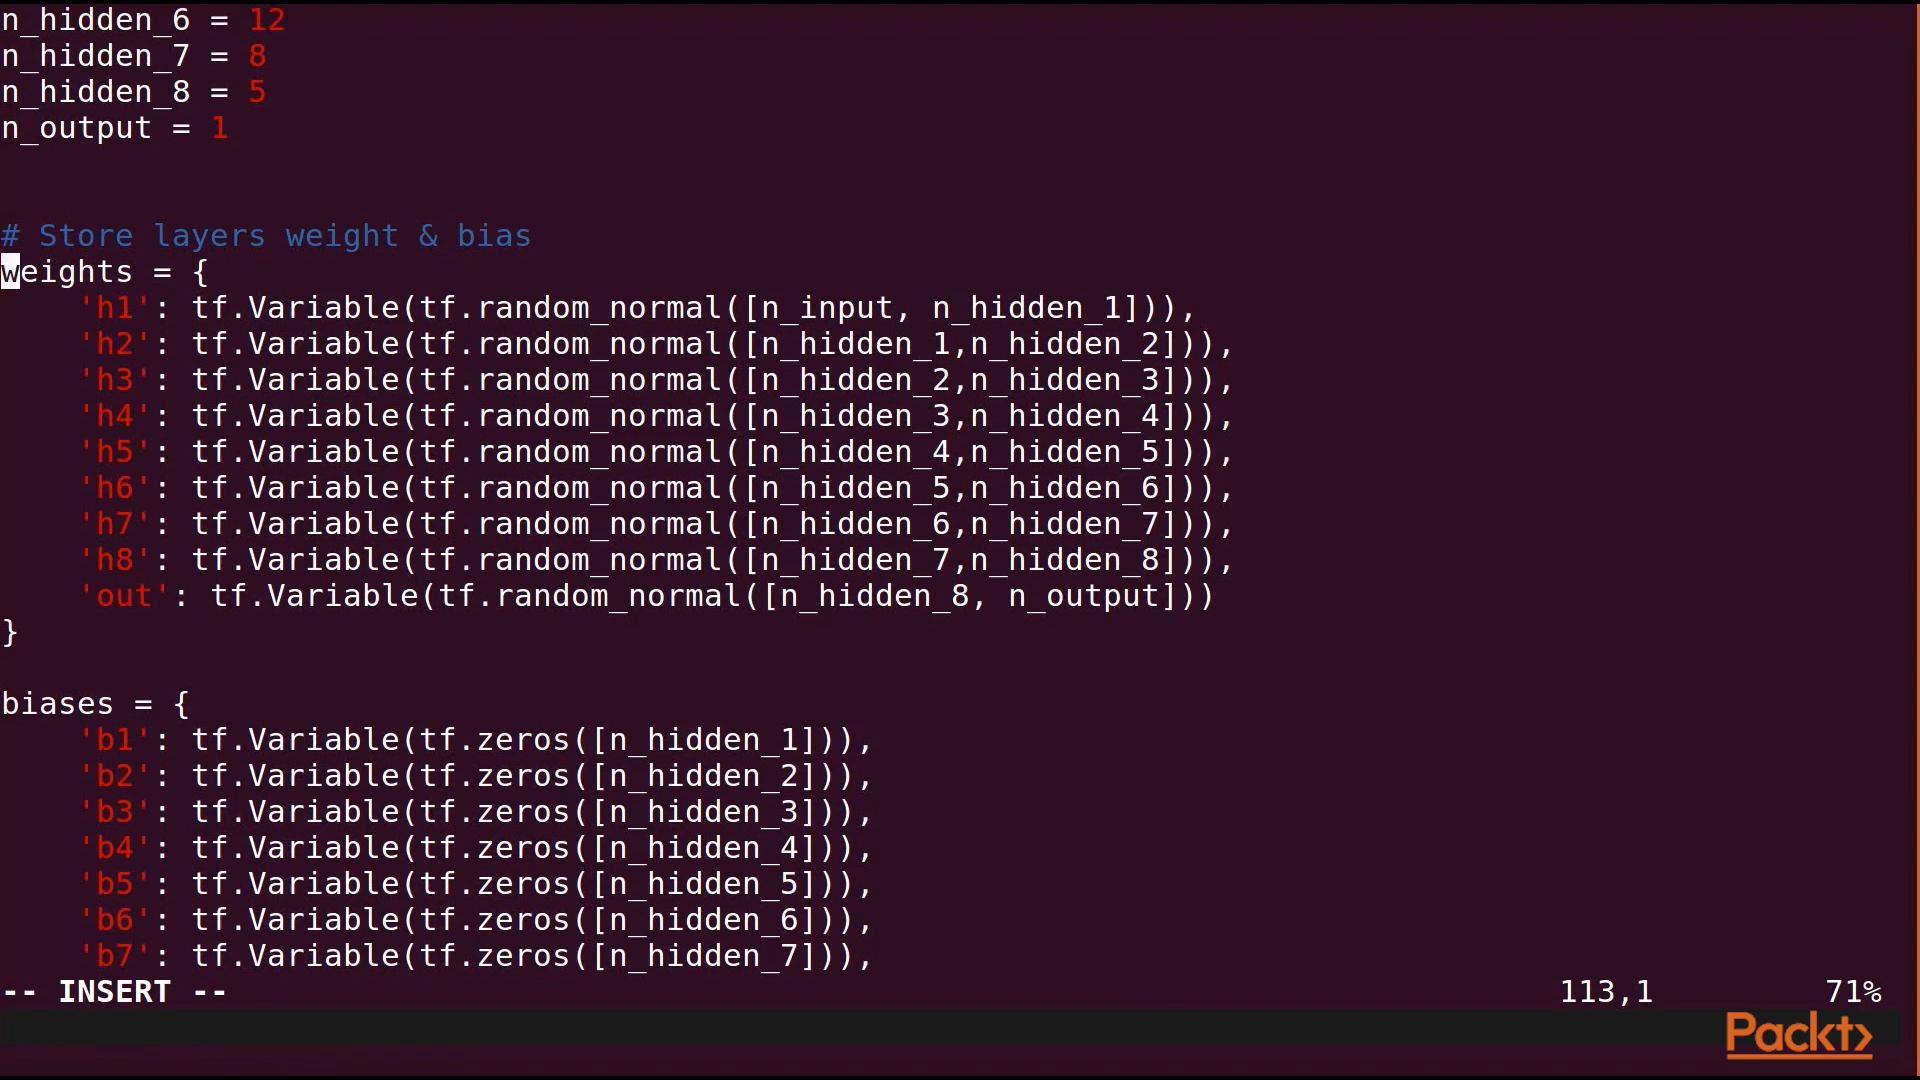 n_hidden_6 = 12
n_hidden_7 = 8
n_hidden_8 = 5
n_output = 1
# Store layers weight & bias
weights = {
'h1': tf.Variable(tf.random_normal([n_input, n_hidden_1])),
'h2': tf.Variable(tf.random_normal([n_hidden_1,n_hidden_2])),
'h3': tf.Variable(tf.random_normal([n_hidden_2,n_hidden_3])),
'h4': tf.Variable(tf.random_normal([n_hidden_3,n_hidden_4])),
'h5': tf.Variable(tf.random_normal([n_hidden_4,n_hidden_5])),
'h6': tf.Variable(tf.random_normal([n_hidden_5,n_hidden_6])),
'h7': tf.Variable(tf.random_normal([n_hidden_6,n_hidden_7])),
'h8': tf.Variable(tf.random_normal([n_hidden_7,n_hidden_8])),
'out': tf.Variable(tf.random_normal([n_hidden_8, n_output]))
}
biases = {
'b1': tf.Variable(tf.zeros([n_hidden_1])),
'b2': tf.Variable(tf.zeros([n_hidden_2])),
'b3': tf.Variable(tf.zeros([n_hidden_3])),
'b4': tf.Variable(tf.zeros([n_hidden_4])),
'b5': tf.Variable(tf.zeros([n_hidden_5])),
'b6': tf.Variable(tf.zeros([n_hidden_6])),
'b7': tf.Variable(tf.zeros([n_hidden_7])),
-- INSERT -- 113,1 71%
Packt>